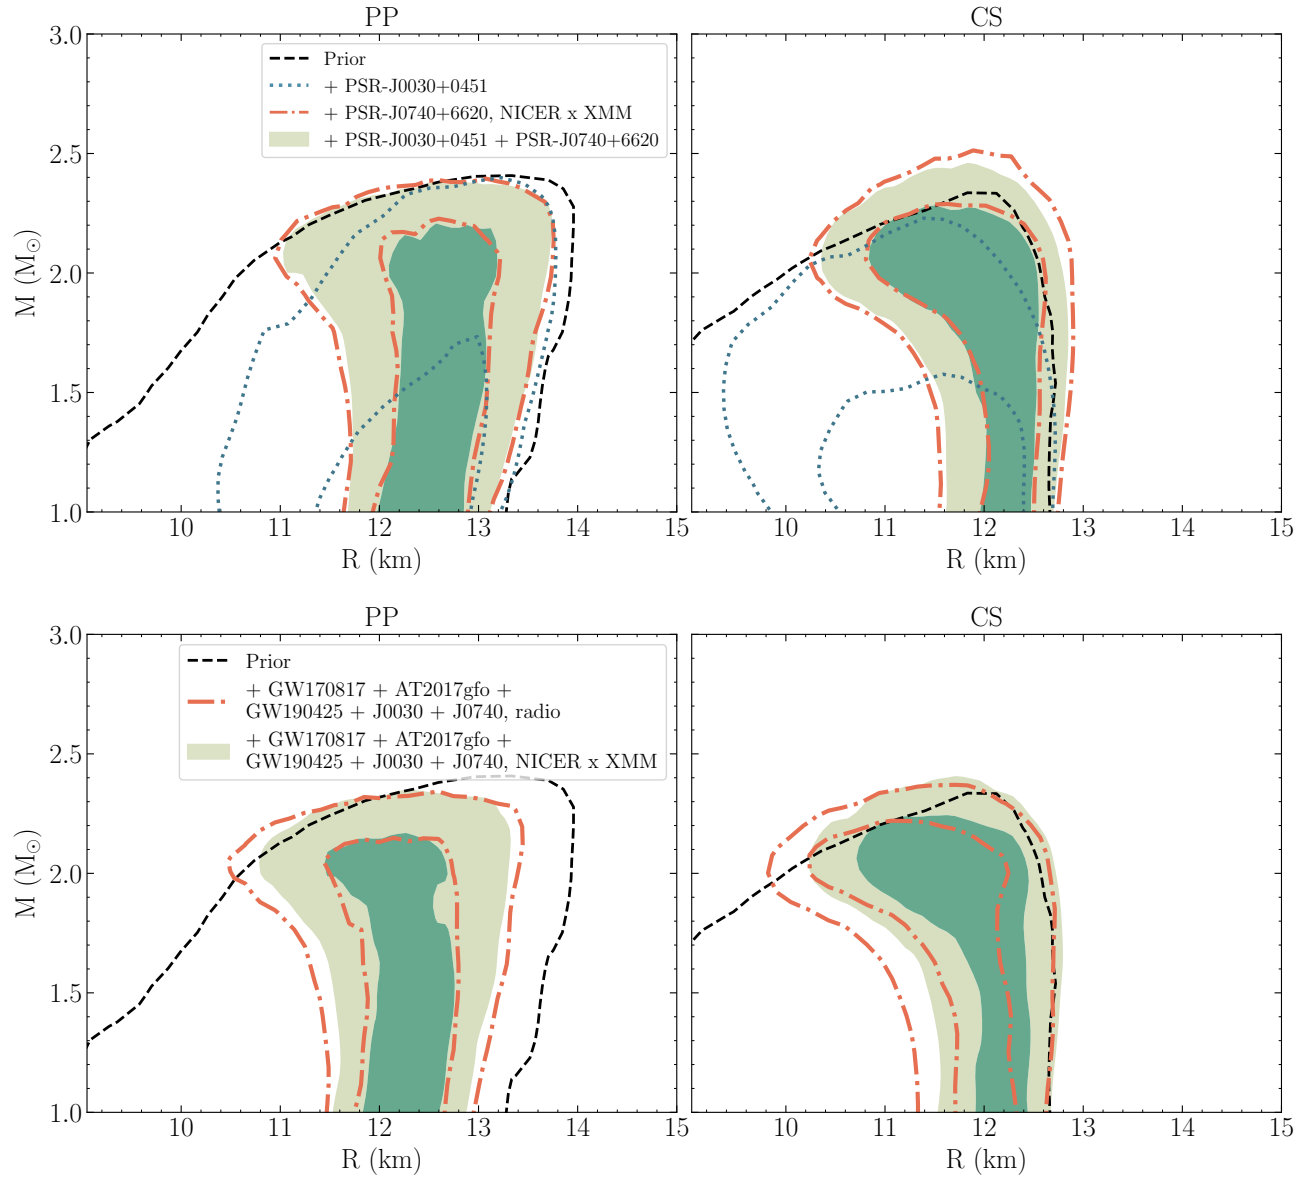 PP
CS
3.0
2.5
2.0
1.5
1.0
M (M⊙)
Prior
+ PSR-J0030+0451
+ PSR-J0740+6620, NICER x XMM
+ PSR-J0030+0451 + PSR-J0740+6620
10
11
12
13
14
15
R (km)
10
11
12
13
14
15
R (km)
PP
CS
3.0
2.5
2.0
1.5
1.0
M (M⊙)
Prior
+ GW170817 + AT2017gfo +
GW190425 + J0030 + J0740, radio
+ GW170817 + AT2017gfo +
GW190425 + J0030 + J0740, NICER x XMM
10
11
12
13
14
15
R (km)
10
11
12
13
14
15
R (km)